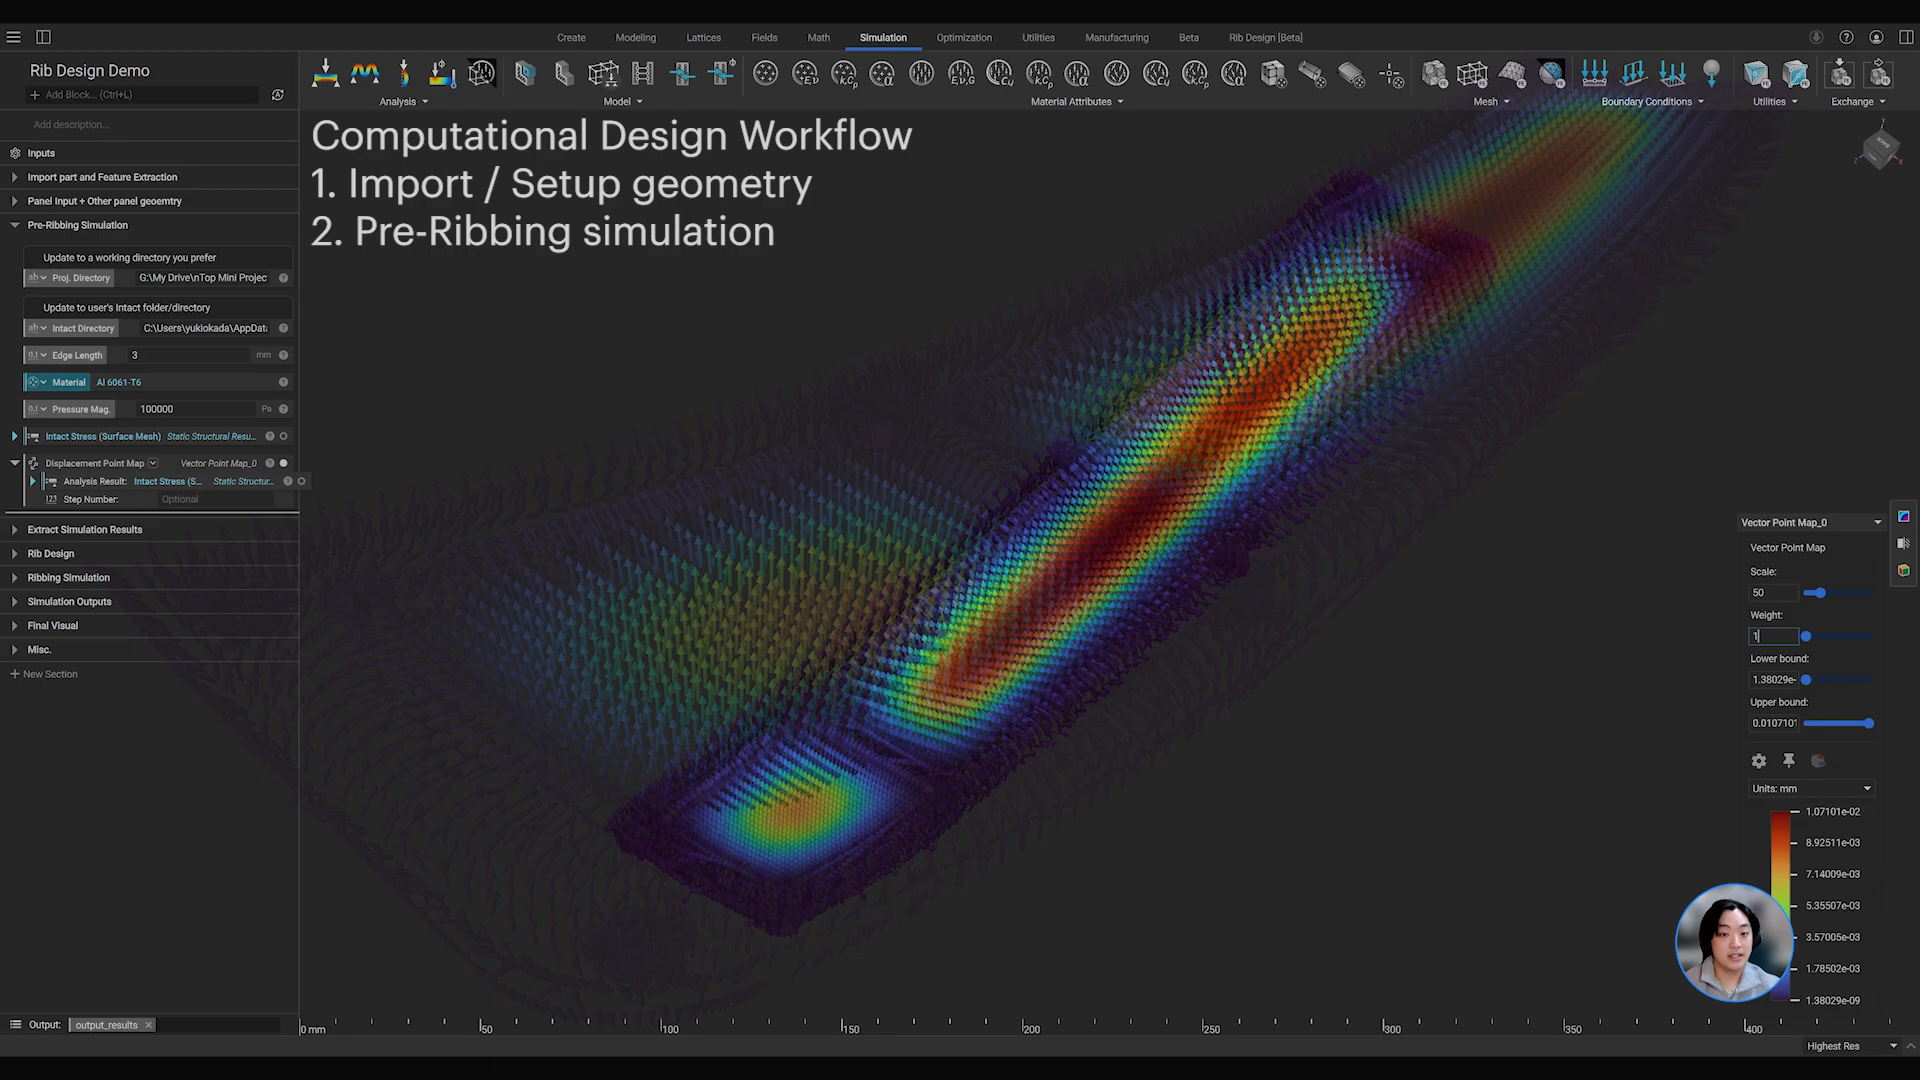 Create Modeling Lattices Fields Math Simulation Optimization Utilities Manufacturing Beta Rib Design [Beta]
Rib Design Demo
Add Block... (Ctrl+L)
Analysis Model Material Attributes Mesh Boundary Conditions Utilities Exchange
Add description...
Computational Design Workflow
1. Import / Setup geometry
2. Pre-Ribbing simulation
Inputs
Import part and Feature Extraction
Panel Input + Other panel geoemtry
Pre-Ribbing Simulation
Update to a working directory you prefer
Proj. Directory G:\My Drive\nTop Mini Projec
Update to user's Intact folder/directory
Intact Directory C:\Users\yukiokada\AppData
0.1 Edge Length 3 mm
Material Al 6061-T6
0.1 Pressure Mag. 100000 Pa
Intact Stress (Surface Mesh) Static Structural Resu...
Displacement Point Map Vector Point Map_0
Analysis Result: Intact Stress (S... Static Structur...
123 Step Number: Optional
Extract Simulation Results
Rib Design
Ribbing Simulation
Simulation Outputs
Final Visual
Misc.
+ New Section
Vector Point Map_0
Vector Point Map
Scale:
50
Weight:
1
Lower bound:
1.38029e-
Upper bound:
0.010710
Units: mm
1.07101e-02
8.92511e-03
7.14009e-03
5.35507e-03
3.57005e-03
1.78502e-03
1.38029e-09
Output: output_results
0 mm 50 100 150 200 250 300 350 400
Highest Res